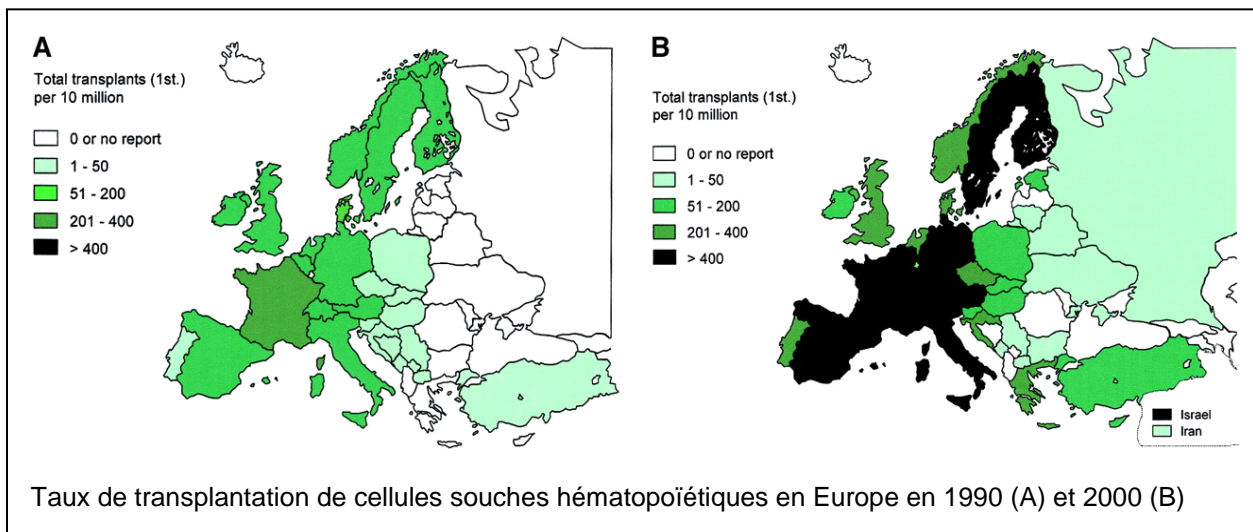 A
Total transplants (1st.)
per 10 million
0 or no report
1 - 50
51 - 200
201 - 400
> 400
B
Total transplants (1st.)
per 10 million
0 or no report
1 - 50
51 - 200
201 - 400
> 400
Israel
Iran
Taux de transplantation de cellules souches hématopoïétiques en Europe en 1990 (A) et 2000 (B)